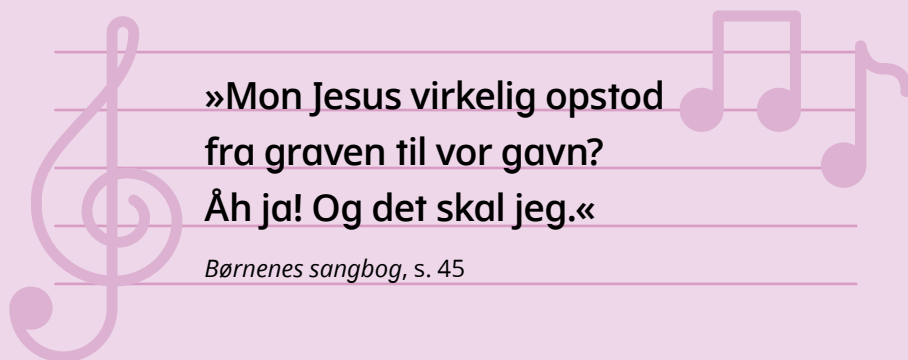 »Mon Jesus virkelig opstod
fra graven til vor gavn?
Åh ja! Og det skal jeg.«
Børnenes sangbog, s. 45